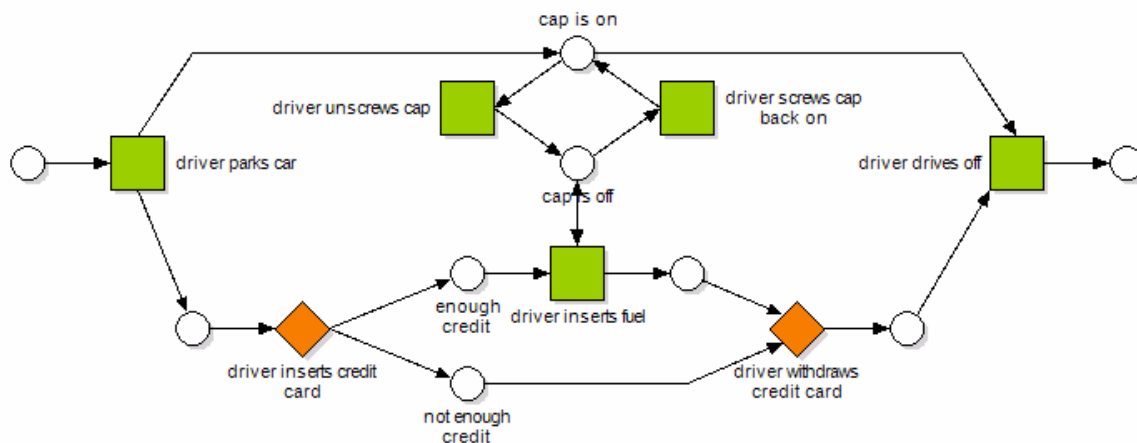 cap is on
driver unscrews cap
driver screws cap
back on
driver parks car
driver drives off
cap is off
enough
credit
driver inserts fuel
driver inserts credit
card
driver withdraws
credit card
not enough
credit